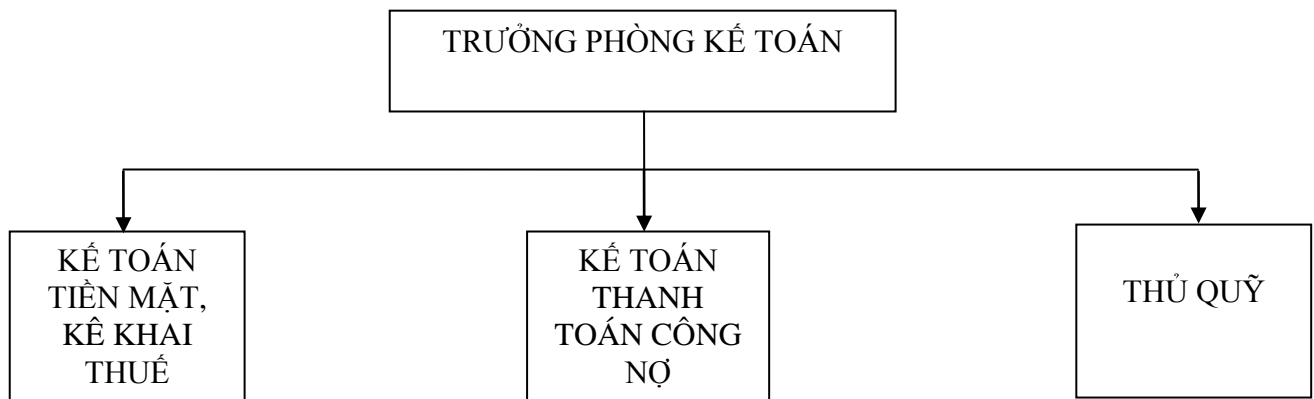 TRƯỞNG PHÒNG KẾ TOÁN
KẾ TOÁN
TIỀN MẶT,
KÊ KHAI
THUẾ
KẾ TOÁN
THANH
TOÁN CÔNG
NỢ
THỦ QUỸ